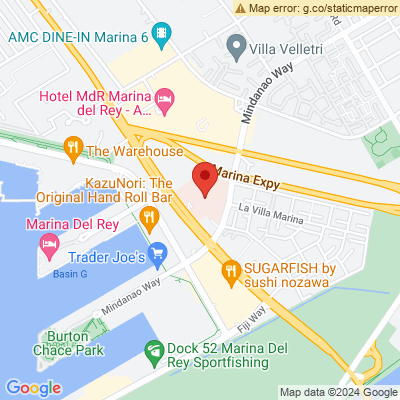 Map errors: g.co/staticmaperror
AMC DINE-IN Marina 6
Villa Velletri
Mindanao Way
Hotel MdR Marina
del Rey - A...
The Warehouse
Marina Expy
KazuNori: The
Original Hand Roll Bar
La Villa Marina
Marina Del Rey
Trader Joe's
Basin G
SUGARFISH by
sushi nozawa
Mindanao Way
Fiji Way
Burton
Chace Park
Dock 52 Marina Del
Rey Sportfishing
Google
Map data ©2024 Google